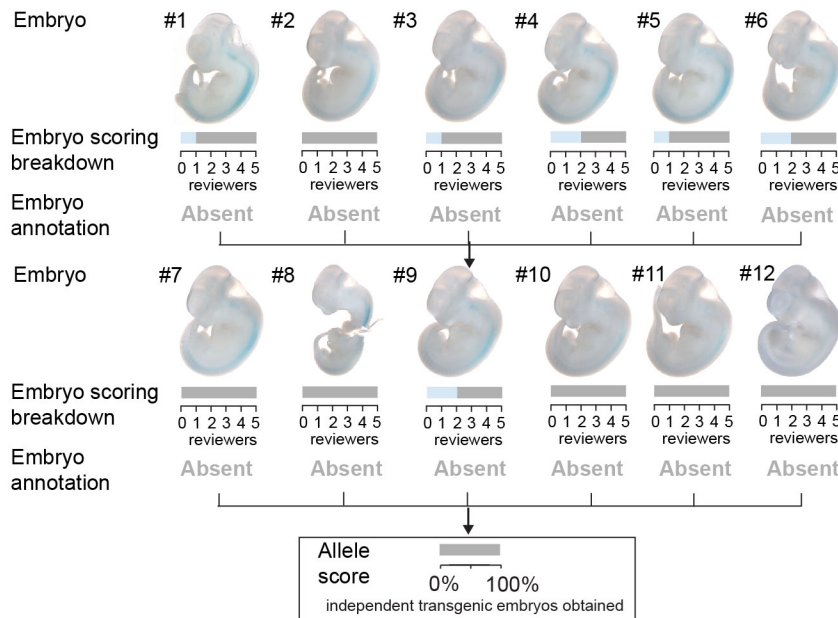 Embryo #1 #2 #3 #4 #5 #6
Embryo scoring
breakdown
0 1 2 3 4 5 0 1 2 3 4 5 0 1 2 3 4 5 0 1 2 3 4 5 0 1 2 3 4 5 0 1 2 3 4 5
reviewers reviewers reviewers reviewers reviewers reviewers
Embryo
annotation
Absent Absent Absent Absent Absent Absent
Embryo #7 #8 #9 #10 #11 #12
Embryo scoring
breakdown
0 1 2 3 4 5 0 1 2 3 4 5 0 1 2 3 4 5 0 1 2 3 4 5 0 1 2 3 4 5 0 1 2 3 4 5
reviewers reviewers reviewers reviewers reviewers reviewers
Embryo
annotation
Absent Absent Absent Absent Absent Absent
Allele
score
0% 100%
independent transgenic embryos obtained